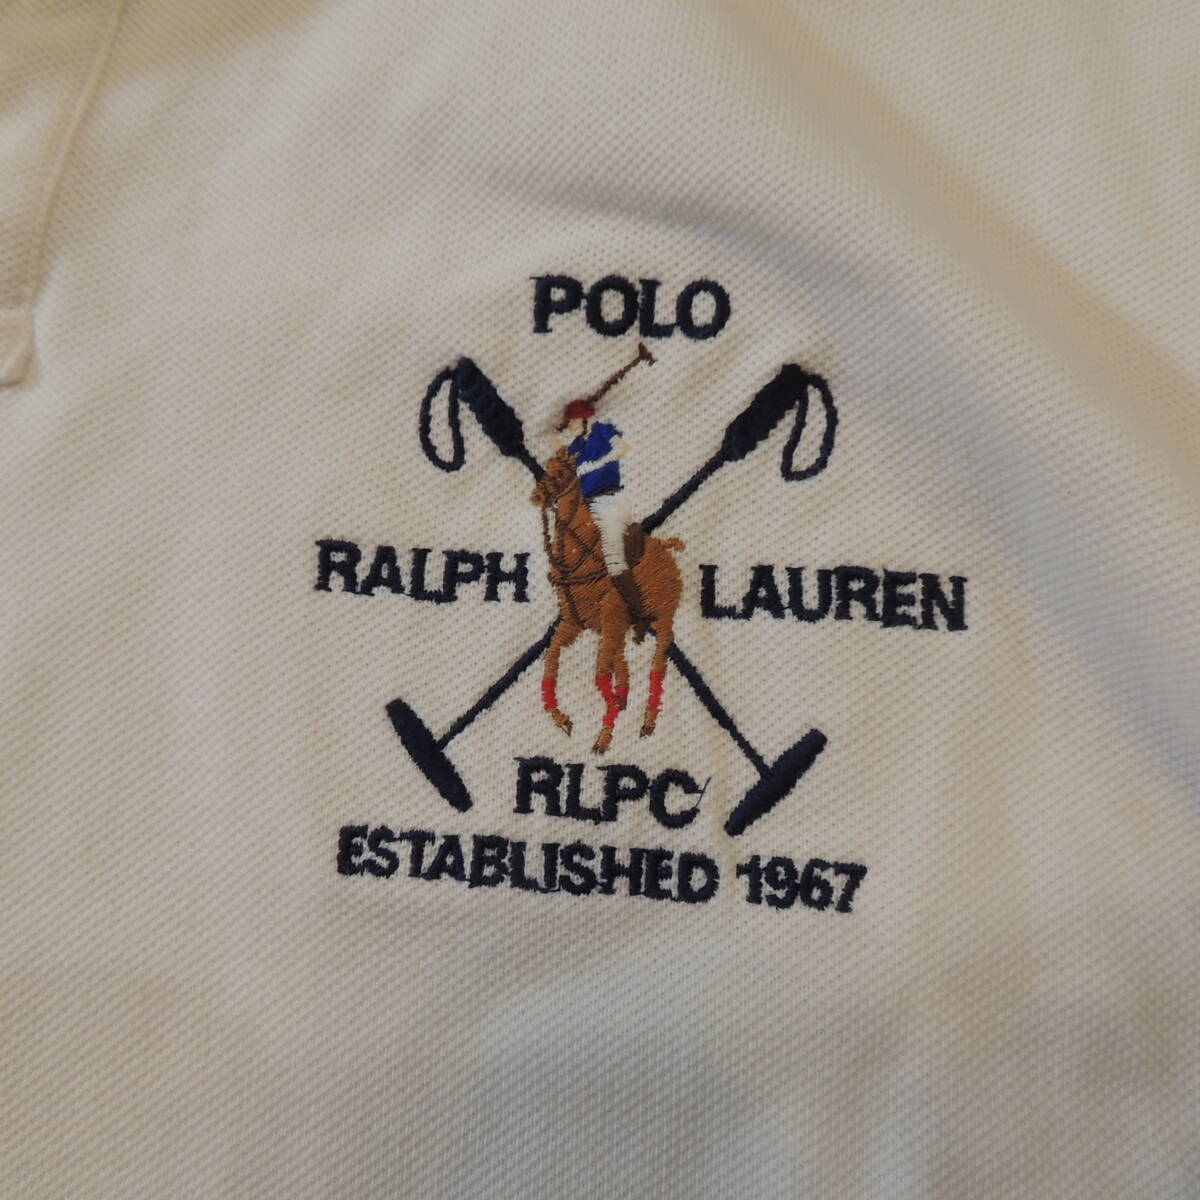 POLO
RALPH LAUREN
RLPC
ESTABLISHED 1967